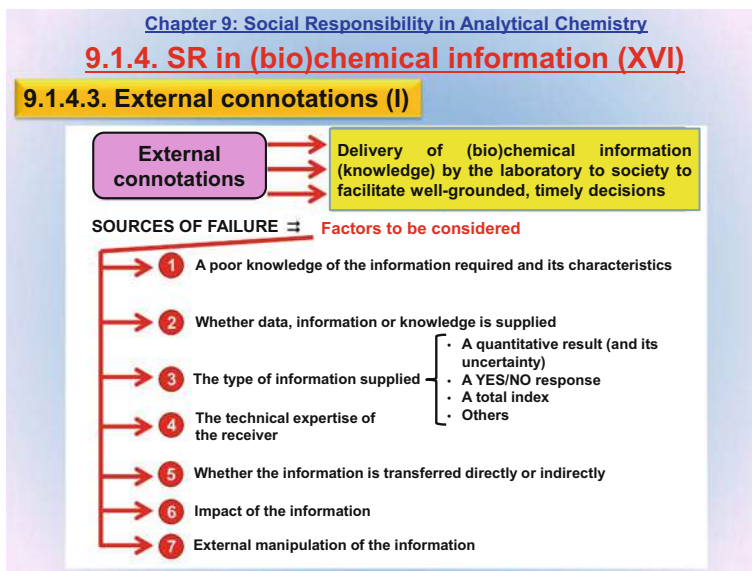 Chapter 9: Social Responsibility in Analytical Chemistry
9.1.4. SR in (bio)chemical information (XVI)
9.1.4.3. External connotations (I)
External
connotations
Delivery of (bio)chemical information
(knowledge) by the laboratory to society to
facilitate well-grounded, timely decisions
SOURCES OF FAILURE ⇉ Factors to be considered
1 A poor knowledge of the information required and its characteristics
2 Whether data, information or knowledge is supplied
3 The type of information supplied
• A quantitative result (and its
uncertainty)
• A YES/NO response
• A total index
• Others
4 The technical expertise of
the receiver
5 Whether the information is transferred directly or indirectly
6 Impact of the information
7 External manipulation of the information